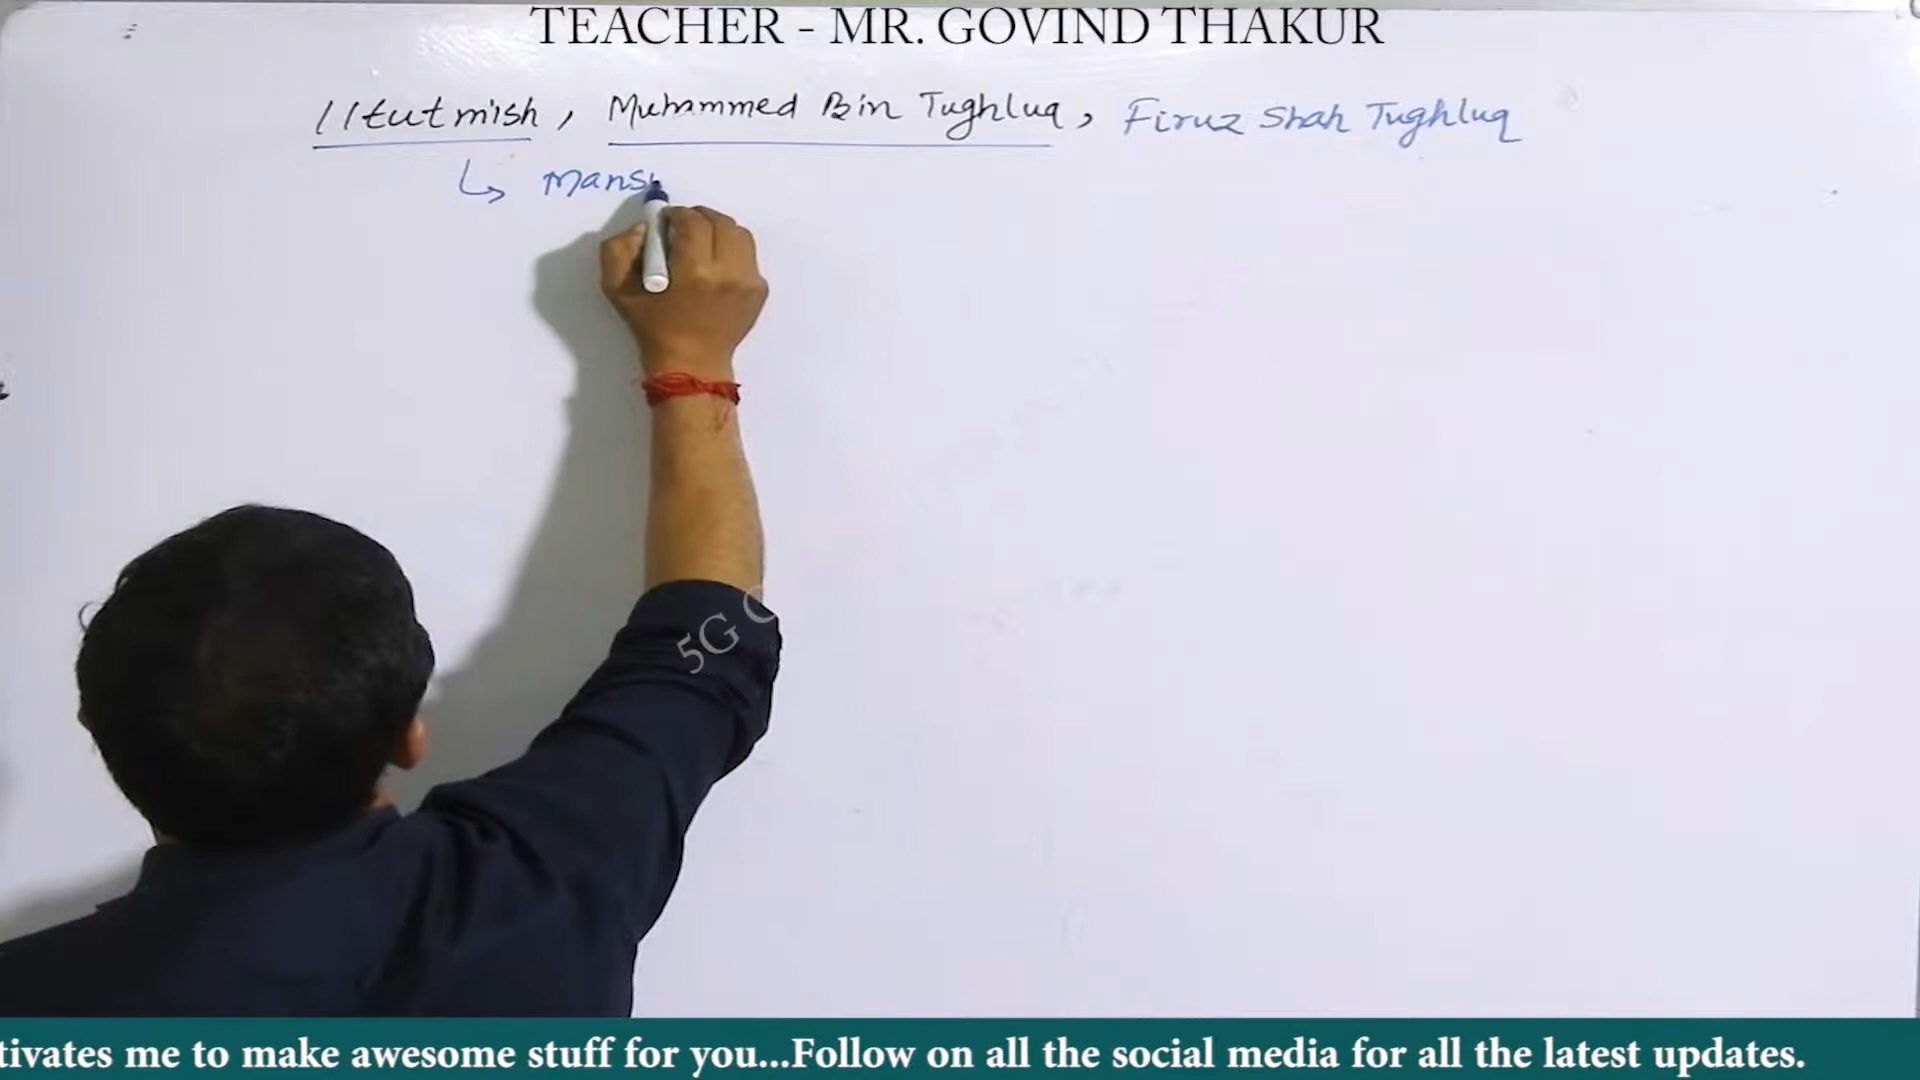 TEACHER - MR. GOVIND THAKUR
Iltutmish, Muhammed Bin Tughluq, Firuz Shah Tughluq
↳ Mans
5G
tivates me to make awesome stuff for you...Follow on all the social media for all the latest updates.